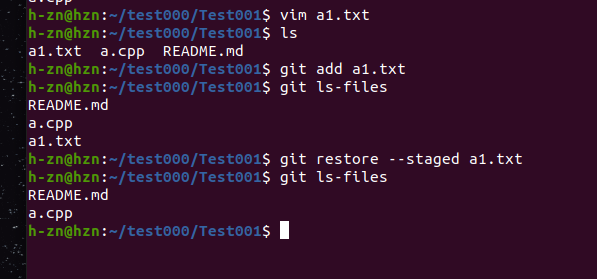 a.cpp
h-zn@hzn:~/test000/Test001$ vim a1.txt
h-zn@hzn:~/test000/Test001$ ls
a1.txt  a.cpp  README.md
h-zn@hzn:~/test000/Test001$ git add a1.txt
h-zn@hzn:~/test000/Test001$ git ls-files
README.md
a.cpp
a1.txt
h-zn@hzn:~/test000/Test001$ git restore --staged a1.txt
h-zn@hzn:~/test000/Test001$ git ls-files
README.md
a.cpp
h-zn@hzn:~/test000/Test001$